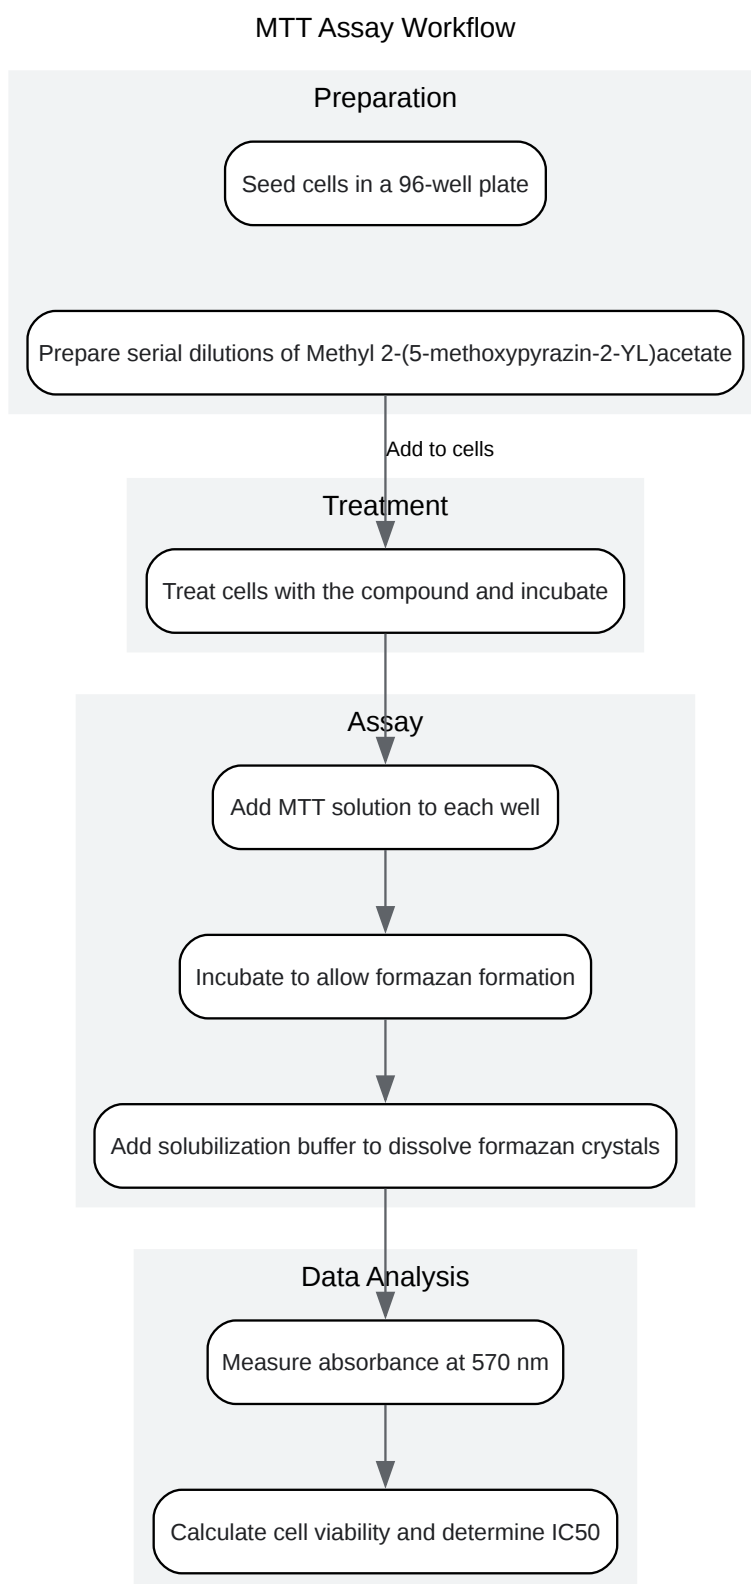 MTT Assay Workflow
Preparation
Seed cells in a 96-well plate
Prepare serial dilutions of Methyl 2-(5-methoxypyrazin-2-YL)acetate
Add to cells
Treatment
Treat cells with the compound and incubate
Assay
Add MTT solution to each well
Incubate to allow formazan formation
Add solubilization buffer to dissolve formazan crystals
Data Analysis
Measure absorbance at 570 nm
Calculate cell viability and determine IC50